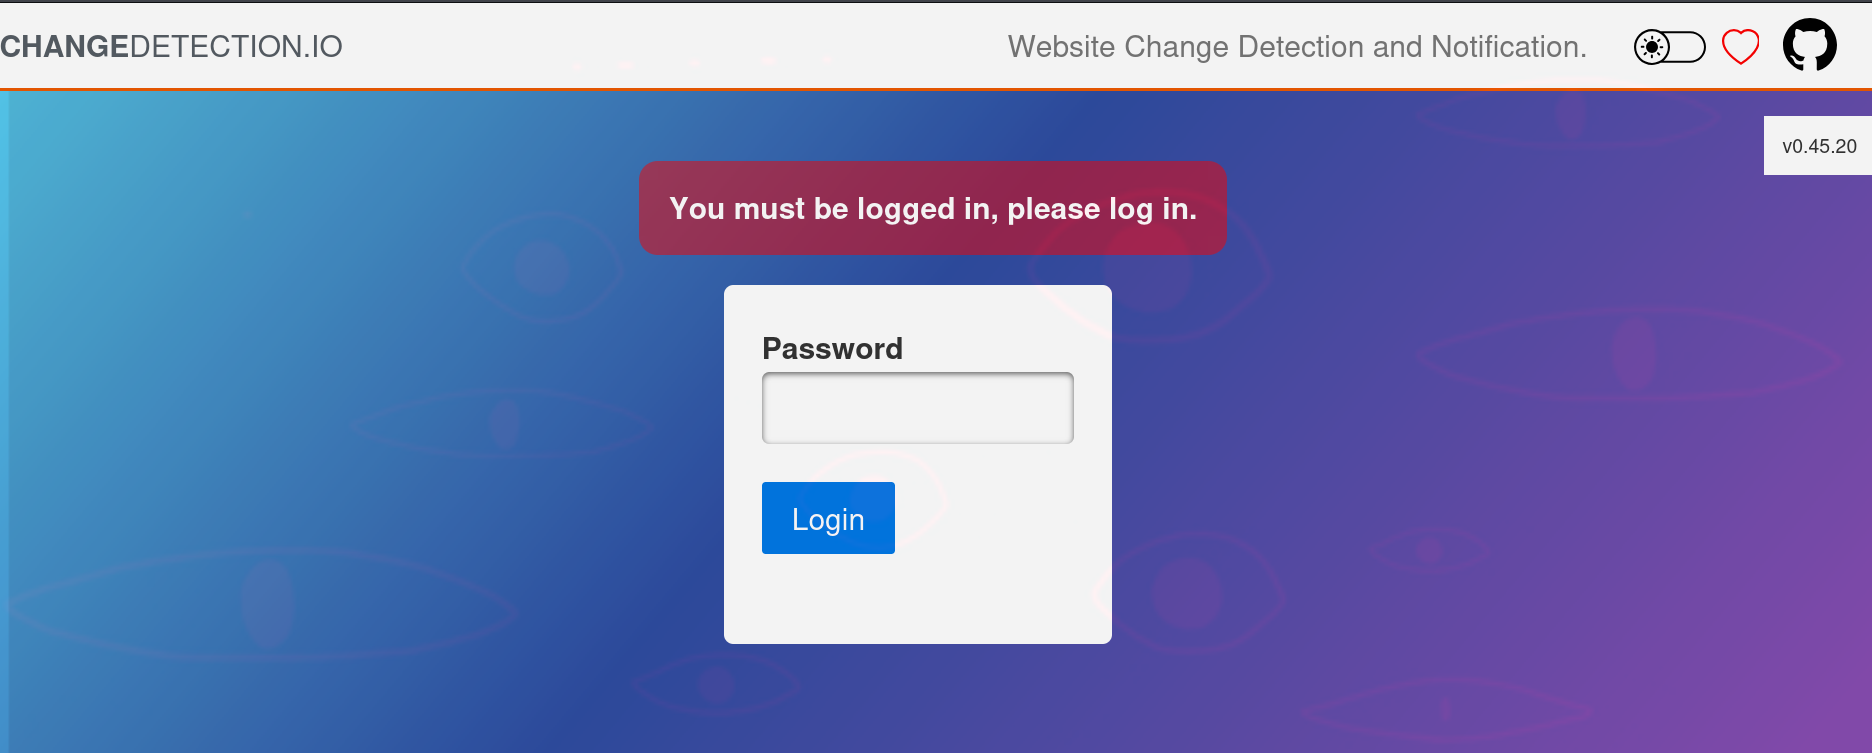 CHANGEDETECTION.IO
Website Change Detection and Notification.
v0.45.20
You must be logged in, please log in.
Password
Login